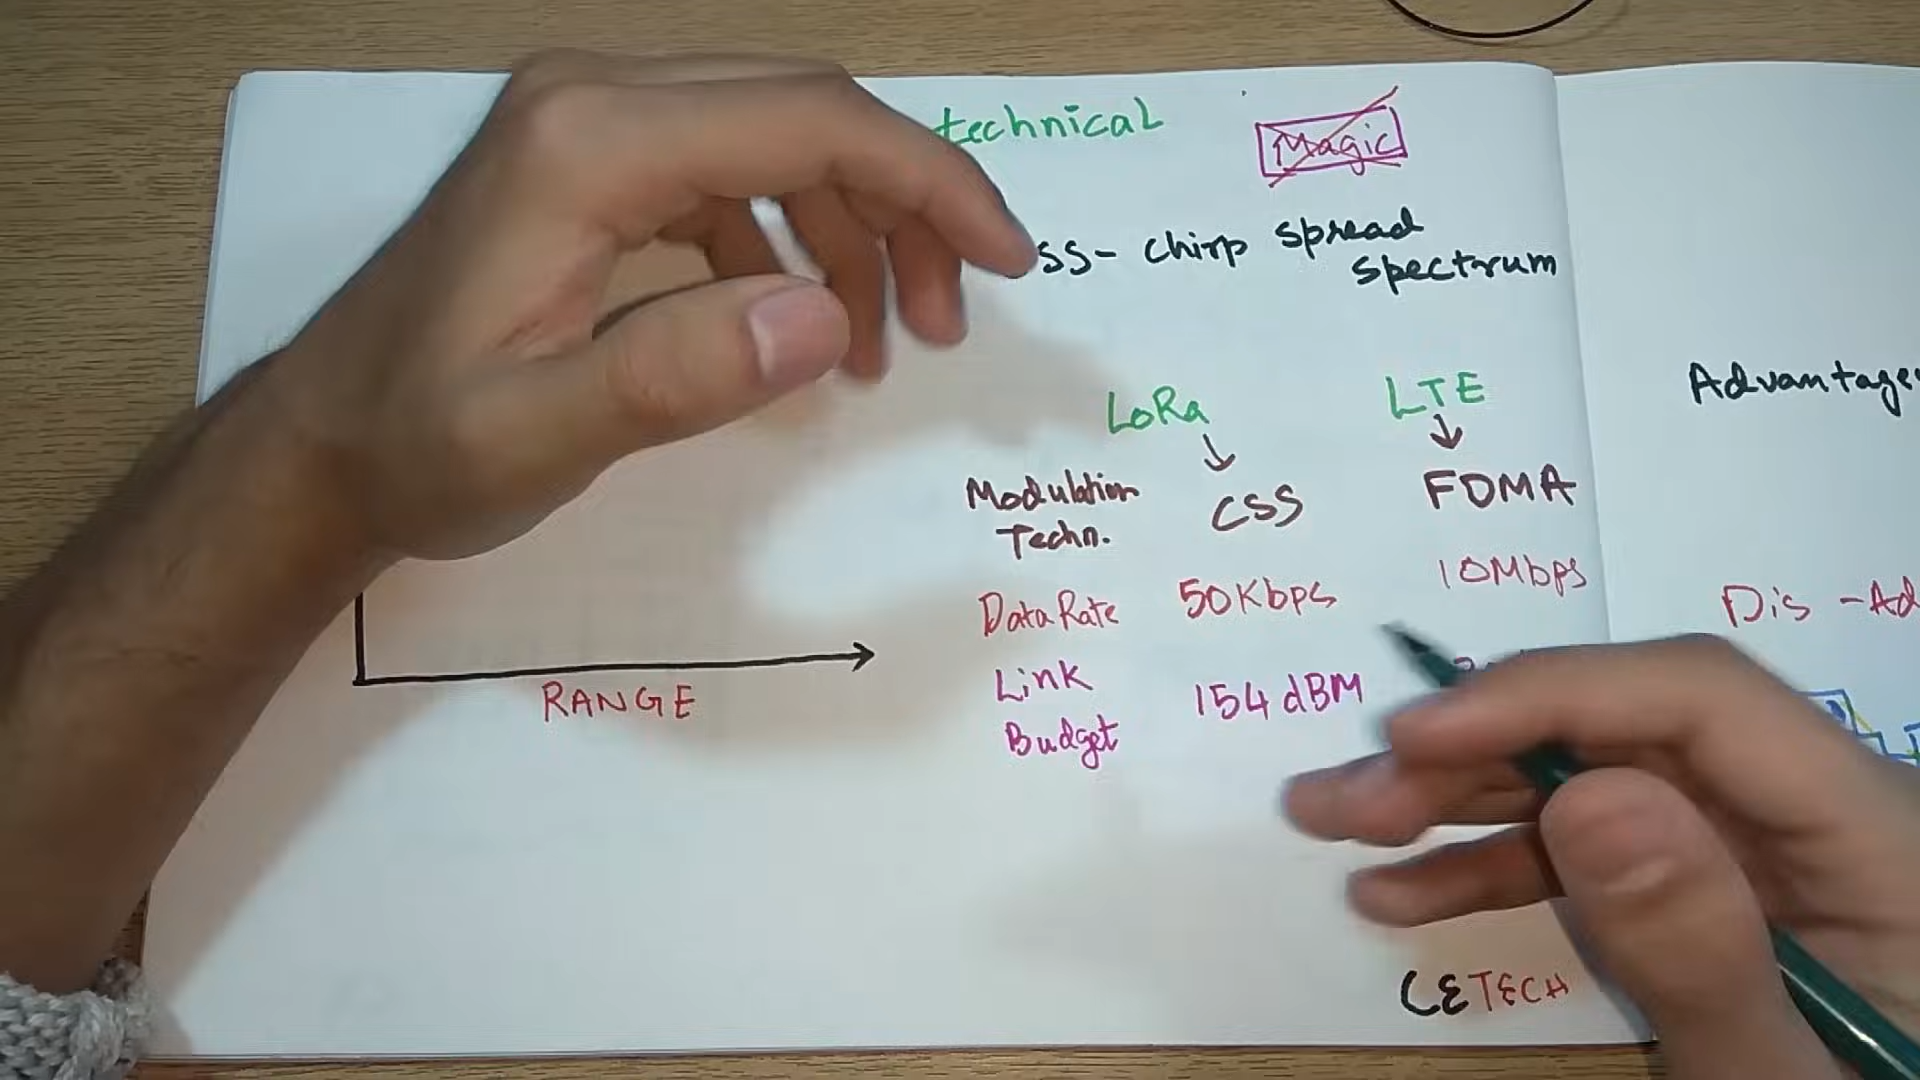 technical
Magic
SS- chirp spread
spectrum
LoRa LTE
Modulation
Techn. CSS FDMA
Data Rate 50Kbps 10Mbps
Link
Budget 154 dBM
RANGE
Advantage
Dis -Ad
CETECH